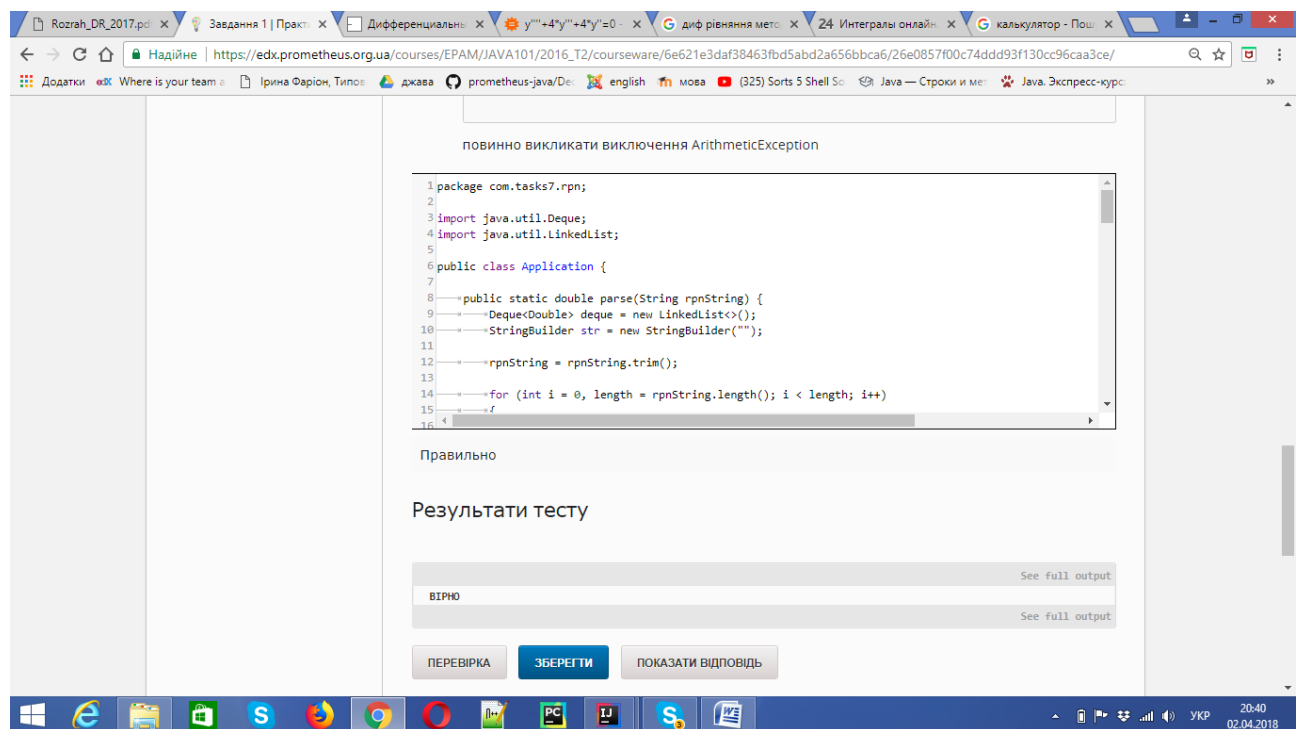 Rozrah_DR_2017.pd
Завдання 1 | Практ
Дифференциальнь
y''''+4*y'''+4*y''=0 -
диф рівняння мето
24 Интегралы онлайн
калькулятор - Пош
Надійне | https://edx.prometheus.org.ua/courses/EPAM/JAVA101/2016_T2/courseware/6e621e3daf38463fbd5abd2a656bbca6/26e0857f00c74ddd93f130cc96caa3ce/
Додатки Where is your team a Ірина Фаріон, Типов джава prometheus-java/Dec english мова (325) Sorts 5 Shell So Java — Строки и мет Java. Экспресс-курс »
повинно викликати виключення ArithmeticException
1 package com.tasks7.rpn;
2
3 import java.util.Deque;
4 import java.util.LinkedList;
5
6 public class Application {
7
8 public static double parse(String rpnString) {
9 Deque<Double> deque = new LinkedList<>();
10 StringBuilder str = new StringBuilder("");
11
12 rpnString = rpnString.trim();
13
14 for (int i = 0, length = rpnString.length(); i < length; i++)
15 {
16
Правильно
Результати тесту
See full output
ВІРНО
See full output
ПЕРЕВІРКА ЗБЕРЕГТИ ПОКАЗАТИ ВІДПОВІДЬ
УКР
20:40
02.04.2018